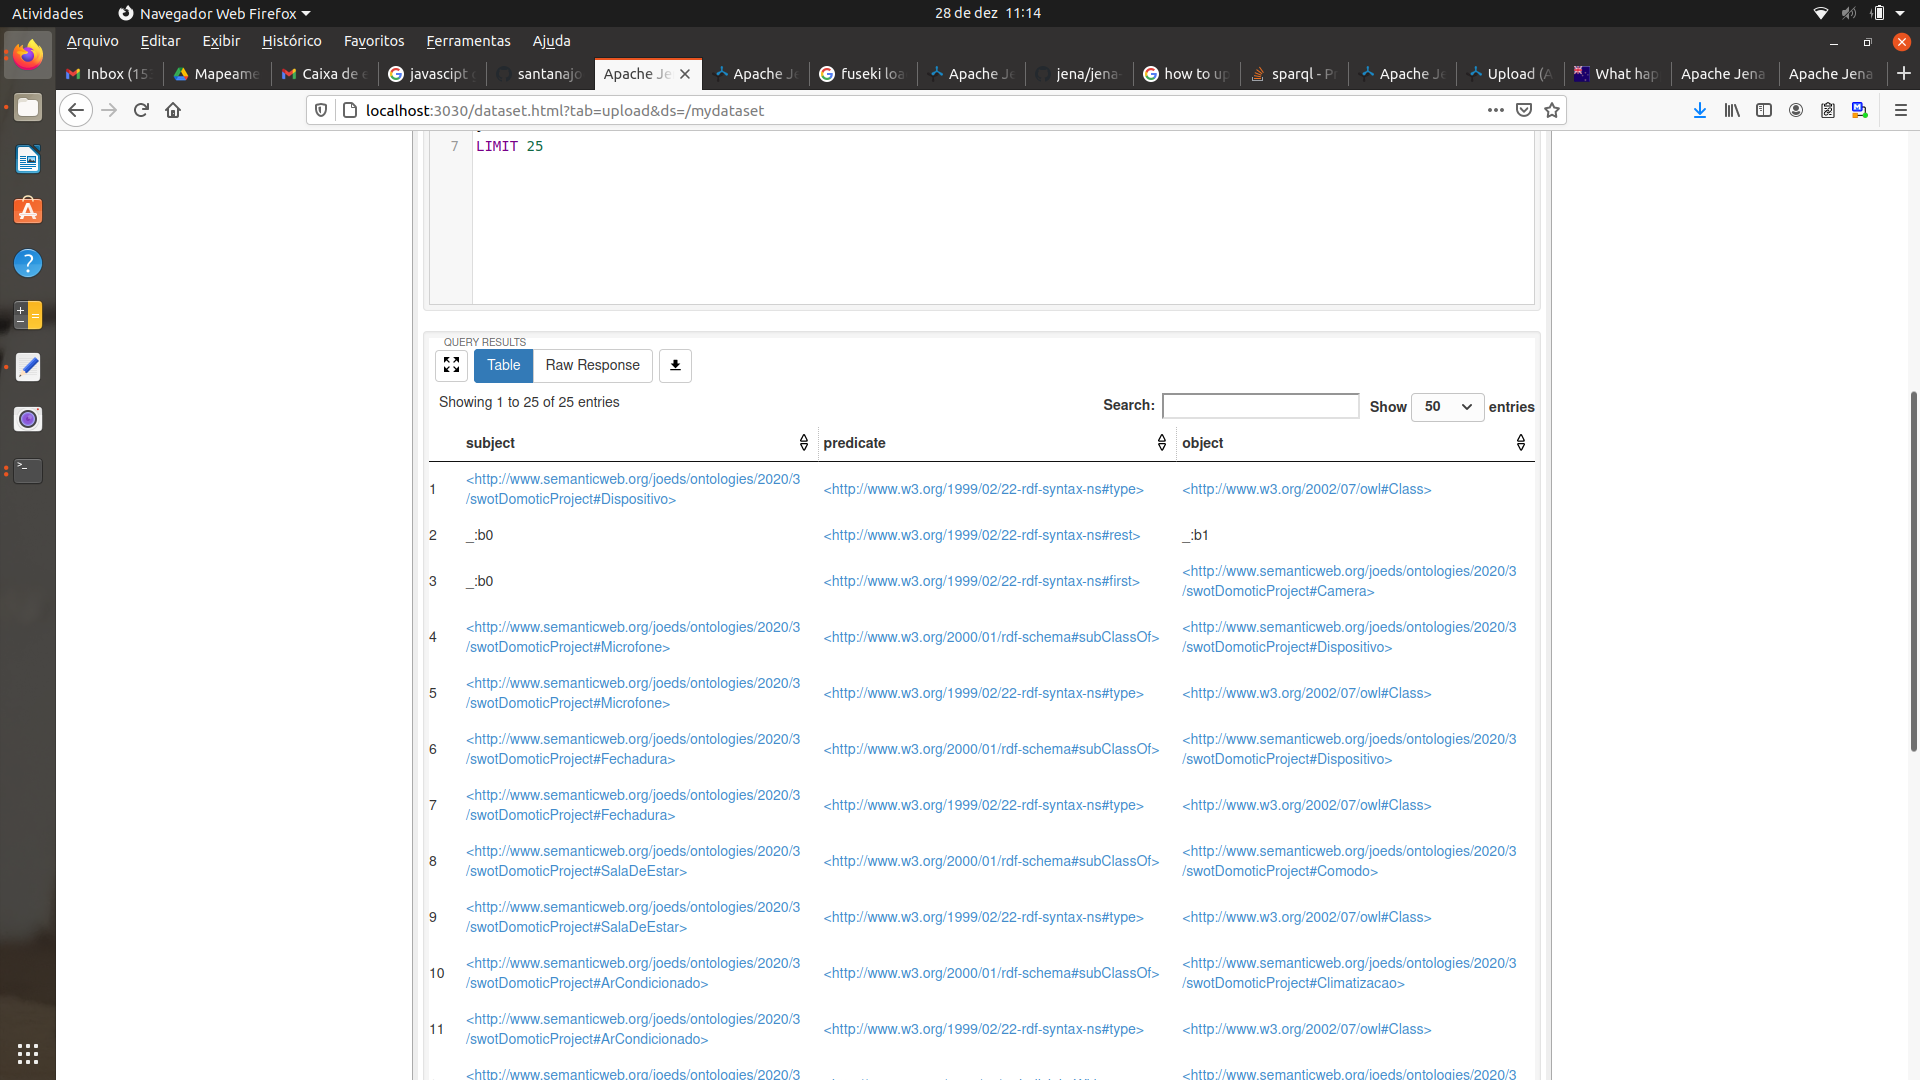 Atividades
Navegador Web Firefox
28 de dez 11:14
Arquivo Editar Exibir Histórico Favoritos Ferramentas Ajuda
Inbox (15
Mapeame
Caixa de e
javascipt
santanajo
Apache Je
Apache Je
fuseki loa
Apache Je
jena/jena-
how to up
sparql - Pr
Apache Je
Upload (A
What hap
Apache Jena
Apache Jena
localhost:3030/dataset.html?tab=upload&ds=/mydataset
7 LIMIT 25
QUERY RESULTS
Table Raw Response
Showing 1 to 25 of 25 entries
Search: Show 50 entries
subject predicate object
1 <http://www.semanticweb.org/joeds/ontologies/2020/3/swotDomoticProject#Dispositivo> <http://www.w3.org/1999/02/22-rdf-syntax-ns#type> <http://www.w3.org/2002/07/owl#Class>
2 _:b0 <http://www.w3.org/1999/02/22-rdf-syntax-ns#rest> _:b1
3 _:b0 <http://www.w3.org/1999/02/22-rdf-syntax-ns#first> <http://www.semanticweb.org/joeds/ontologies/2020/3/swotDomoticProject#Camera>
4 <http://www.semanticweb.org/joeds/ontologies/2020/3/swotDomoticProject#Microfone> <http://www.w3.org/2000/01/rdf-schema#subClassOf> <http://www.semanticweb.org/joeds/ontologies/2020/3/swotDomoticProject#Dispositivo>
5 <http://www.semanticweb.org/joeds/ontologies/2020/3/swotDomoticProject#Microfone> <http://www.w3.org/1999/02/22-rdf-syntax-ns#type> <http://www.w3.org/2002/07/owl#Class>
6 <http://www.semanticweb.org/joeds/ontologies/2020/3/swotDomoticProject#Fechadura> <http://www.w3.org/2000/01/rdf-schema#subClassOf> <http://www.semanticweb.org/joeds/ontologies/2020/3/swotDomoticProject#Dispositivo>
7 <http://www.semanticweb.org/joeds/ontologies/2020/3/swotDomoticProject#Fechadura> <http://www.w3.org/1999/02/22-rdf-syntax-ns#type> <http://www.w3.org/2002/07/owl#Class>
8 <http://www.semanticweb.org/joeds/ontologies/2020/3/swotDomoticProject#SalaDeEstar> <http://www.w3.org/2000/01/rdf-schema#subClassOf> <http://www.semanticweb.org/joeds/ontologies/2020/3/swotDomoticProject#Comodo>
9 <http://www.semanticweb.org/joeds/ontologies/2020/3/swotDomoticProject#SalaDeEstar> <http://www.w3.org/1999/02/22-rdf-syntax-ns#type> <http://www.w3.org/2002/07/owl#Class>
10 <http://www.semanticweb.org/joeds/ontologies/2020/3/swotDomoticProject#ArCondicionado> <http://www.w3.org/2000/01/rdf-schema#subClassOf> <http://www.semanticweb.org/joeds/ontologies/2020/3/swotDomoticProject#Climatizacao>
11 <http://www.semanticweb.org/joeds/ontologies/2020/3/swotDomoticProject#ArCondicionado> <http://www.w3.org/1999/02/22-rdf-syntax-ns#type> <http://www.w3.org/2002/07/owl#Class>
<http://www.semanticweb.org/joeds/ontologies/2020/3 <http://www.semanticweb.org/joeds/ontologies/2020/3